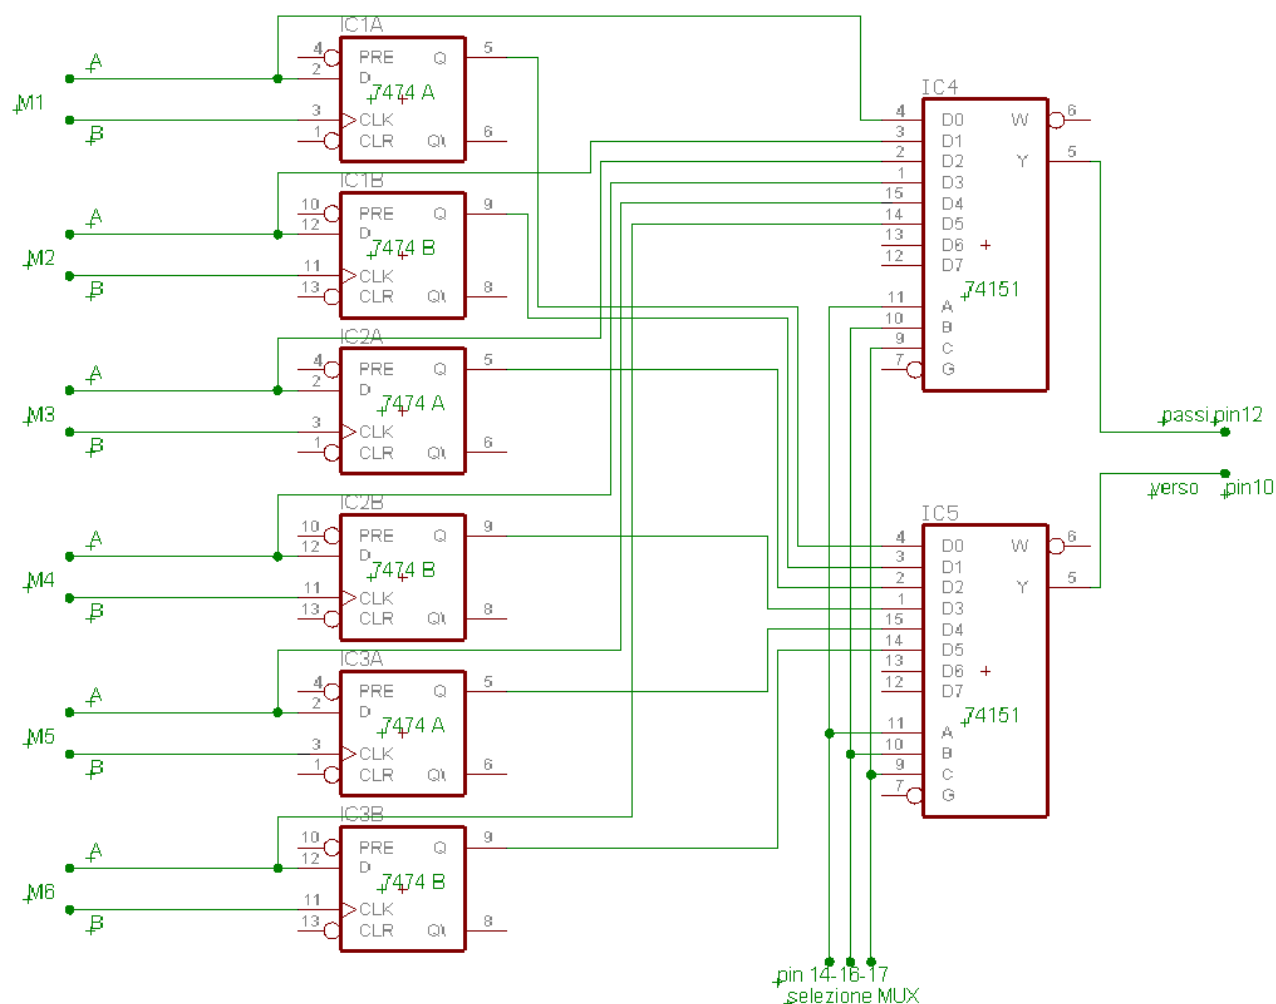 IC1A
A
4 PRE Q 5
2 D
7474 A
M1
3 CLK
B
1 CLR Q\ 6
IC1B
A
10 PRE Q 9
12 D
7474 B
M2
11 CLK
B
13 CLR Q\ 8
IC2A
A
4 PRE Q 5
2 D
7474 A
M3
3 CLK
B
1 CLR Q\ 6
IC2B
A
10 PRE Q 9
12 D
7474 B
M4
11 CLK
B
13 CLR Q\ 8
IC3A
A
4 PRE Q 5
2 D
7474 A
M5
3 CLK
B
1 CLR Q\ 6
IC3B
A
10 PRE Q 9
12 D
7474 B
M6
11 CLK
B
13 CLR Q\ 8
IC4
4 D0 W 6
3 D1
2 D2 Y 5
1 D3
15 D4
14 D5
13 D6
12 D7
74151
11 A
10 B
9 C
7 G
passi pin12
verso pin10
IC5
4 D0 W 6
3 D1
2 D2 Y 5
1 D3
15 D4
14 D5
13 D6
12 D7
74151
11 A
10 B
9 C
7 G
pin 14-16-17
selezione MUX